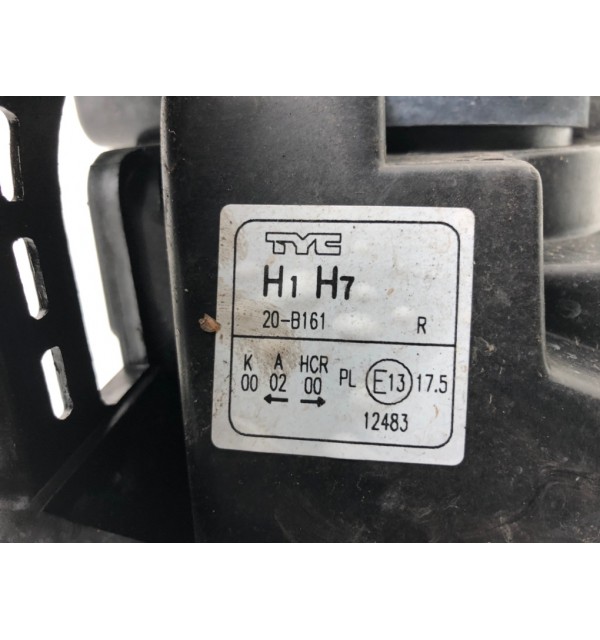 TYC
H1 H7
20-B161 R
K A HCR
00 02 00 PL E13 17.5
← →
12483